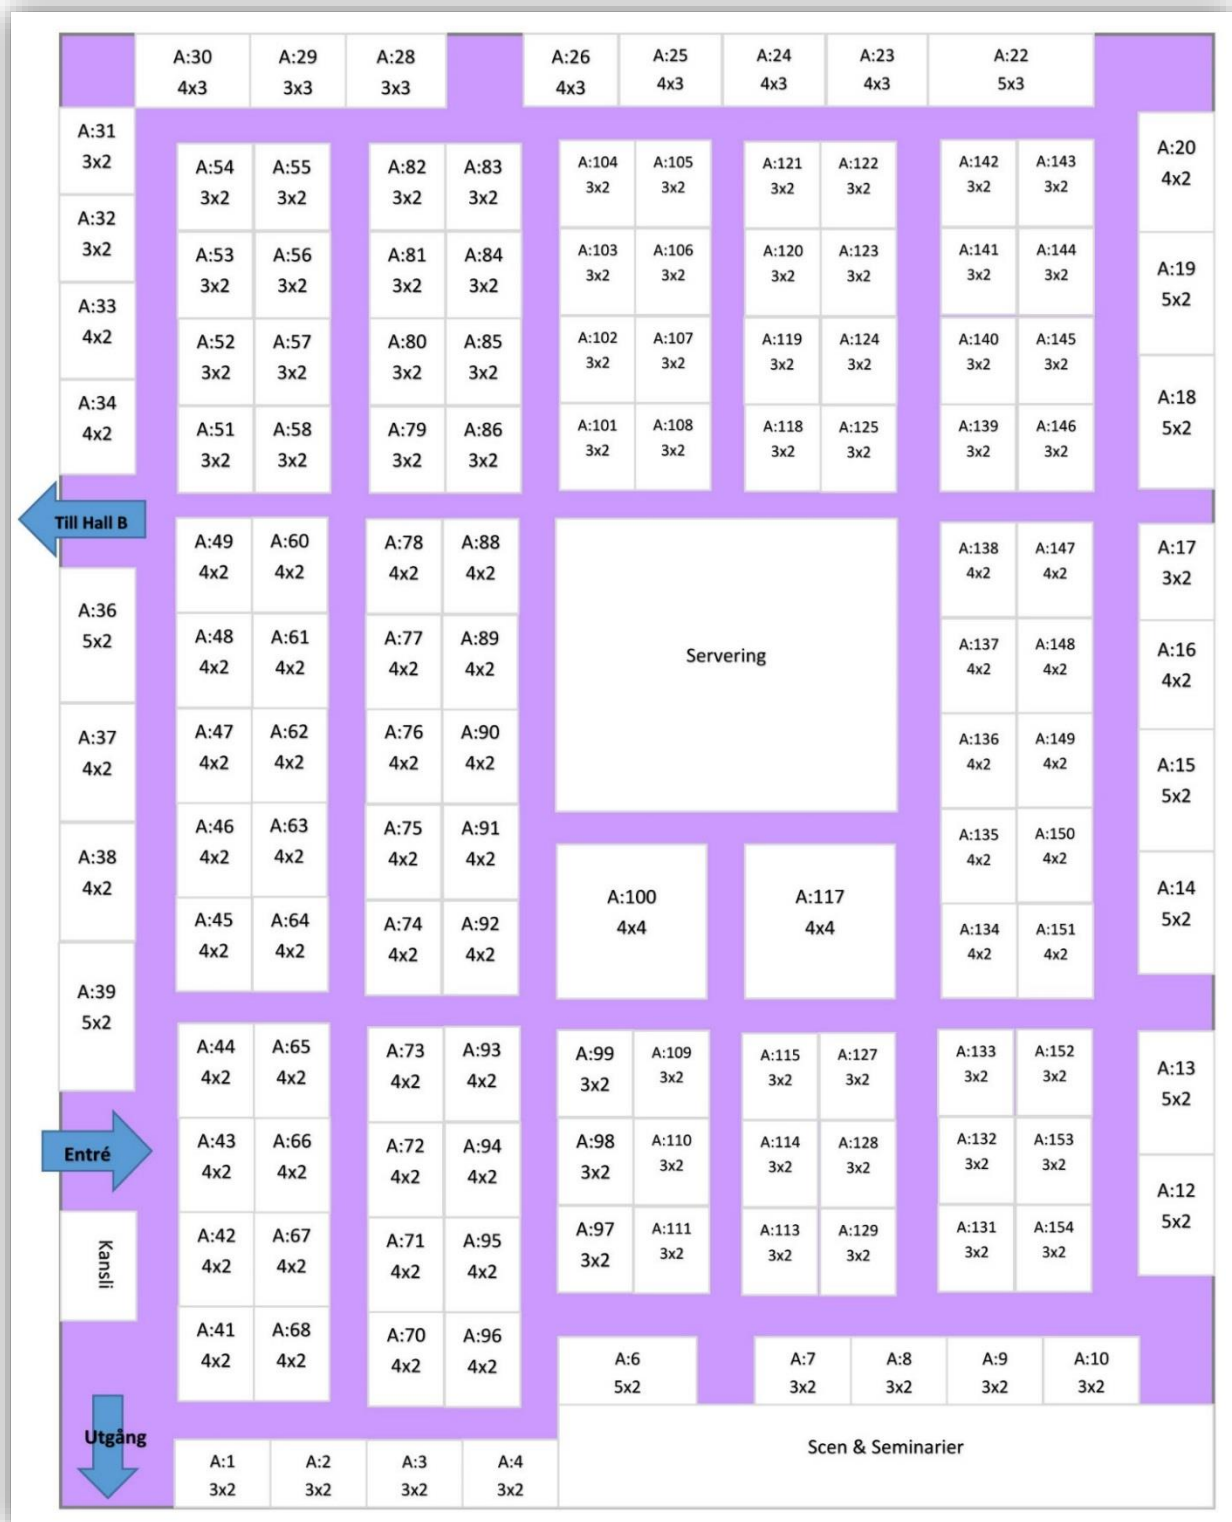 A:30
4x3
A:29
3x3
A:28
3x3
A:26
4x3
A:25
4x3
A:24
4x3
A:23
4x3
A:22
5x3
A:31
3x2
A:32
3x2
A:33
4x2
A:34
4x2
A:54
3x2
A:55
3x2
A:53
3x2
A:56
3x2
A:52
3x2
A:57
3x2
A:51
3x2
A:58
3x2
A:82
3x2
A:83
3x2
A:81
3x2
A:84
3x2
A:80
3x2
A:85
3x2
A:79
3x2
A:86
3x2
A:104
3x2
A:105
3x2
A:103
3x2
A:106
3x2
A:102
3x2
A:107
3x2
A:101
3x2
A:108
3x2
A:121
3x2
A:122
3x2
A:120
3x2
A:123
3x2
A:119
3x2
A:124
3x2
A:118
3x2
A:125
3x2
A:142
3x2
A:143
3x2
A:141
3x2
A:144
3x2
A:140
3x2
A:145
3x2
A:139
3x2
A:146
3x2
A:20
4x2
A:19
5x2
A:18
5x2
Till Hall B
A:36
5x2
A:37
4x2
A:38
4x2
A:39
5x2
A:49
4x2
A:60
4x2
A:48
4x2
A:61
4x2
A:47
4x2
A:62
4x2
A:46
4x2
A:63
4x2
A:45
4x2
A:64
4x2
A:78
4x2
A:88
4x2
A:77
4x2
A:89
4x2
A:76
4x2
A:90
4x2
A:75
4x2
A:91
4x2
A:74
4x2
A:92
4x2
Servering
A:100
4x4
A:117
4x4
A:138
4x2
A:147
4x2
A:137
4x2
A:148
4x2
A:136
4x2
A:149
4x2
A:135
4x2
A:150
4x2
A:134
4x2
A:151
4x2
A:17
3x2
A:16
4x2
A:15
5x2
A:14
5x2
Entré
Kansli
Utgång
A:44
4x2
A:65
4x2
A:43
4x2
A:66
4x2
A:42
4x2
A:67
4x2
A:41
4x2
A:68
4x2
A:73
4x2
A:93
4x2
A:72
4x2
A:94
4x2
A:71
4x2
A:95
4x2
A:70
4x2
A:96
4x2
A:99
3x2
A:109
3x2
A:98
3x2
A:110
3x2
A:97
3x2
A:111
3x2
A:115
3x2
A:127
3x2
A:114
3x2
A:128
3x2
A:113
3x2
A:129
3x2
A:133
3x2
A:152
3x2
A:132
3x2
A:153
3x2
A:131
3x2
A:154
3x2
A:13
5x2
A:12
5x2
A:6
5x2
A:7
3x2
A:8
3x2
A:9
3x2
A:10
3x2
A:1
3x2
A:2
3x2
A:3
3x2
A:4
3x2
Scen & Seminarier